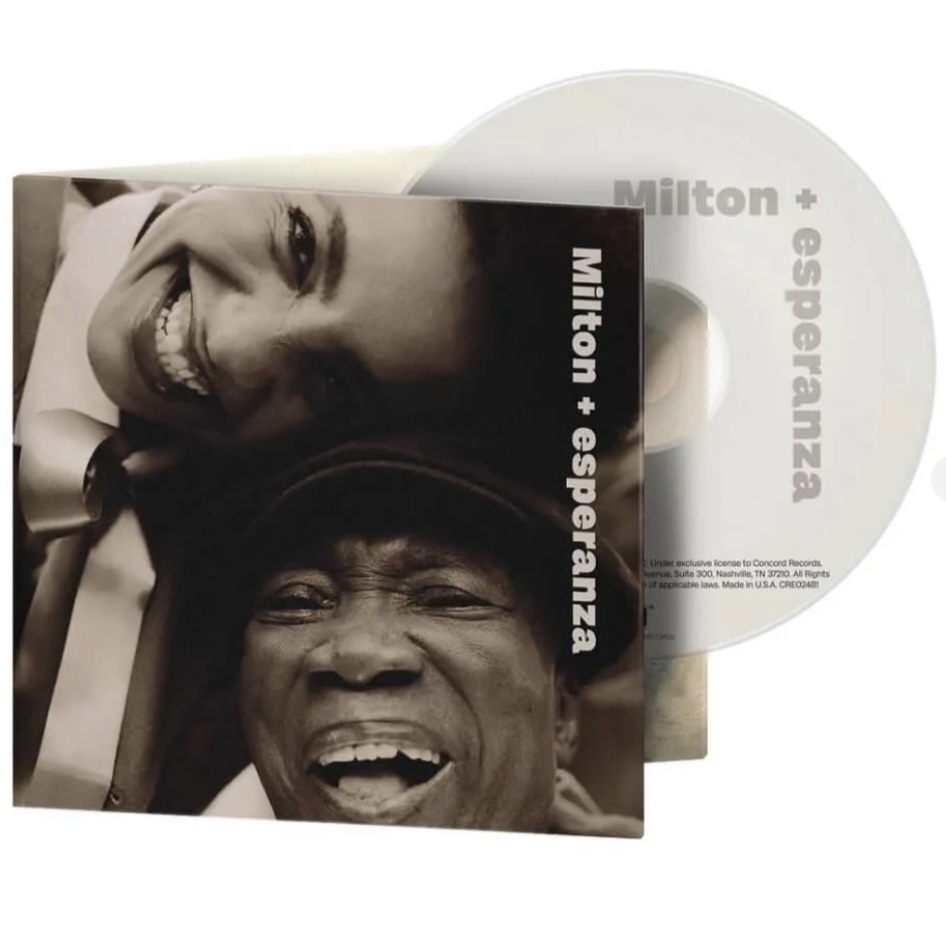 Milton + esperanza
Milton +
esperanza
Under exclusive license to Concord Records.
Suite 300, Nashville, TN 37210. All Rights
of applicable laws. Made in U.S.A. CRE02481